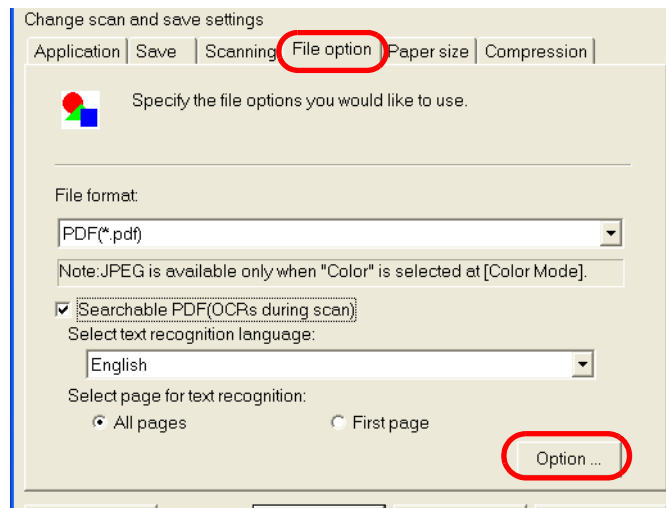 Change scan and save settings
Application Save Scanning File option Paper size Compression
Specify the file options you would like to use.
File format:
PDF(*.pdf)
Note:JPEG is available only when "Color" is selected at [Color Mode].
Searchable PDF(OCRs during scan)
Select text recognition language:
English
Select page for text recognition:
All pages First page
Option ...